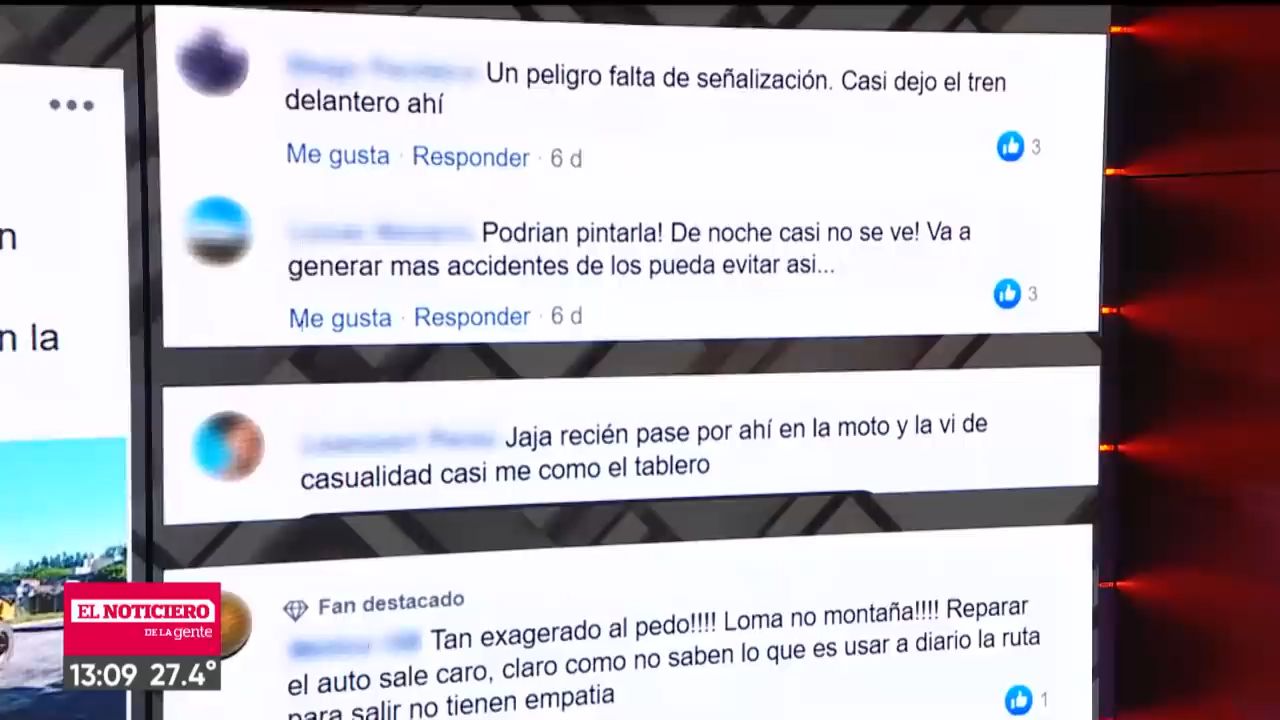 Un peligro falta de señalización. Casi dejo el tren
delantero ahí
Me gusta · Responder · 6 d
3
Podrian pintarla! De noche casi no se ve! Va a
generar mas accidentes de los pueda evitar asi...
Me gusta · Responder · 6 d
3
n
n la
Jaja recién pase por ahí en la moto y la vi de
casualidad casi me como el tablero
Fan destacado
Tan exagerado al pedo!!!! Loma no montaña!!!! Reparar
el auto sale caro, claro como no saben lo que es usar a diario la ruta
para salir no tienen empatia
1
EL NOTICIERO
DE LA gente
13:09 27.4°